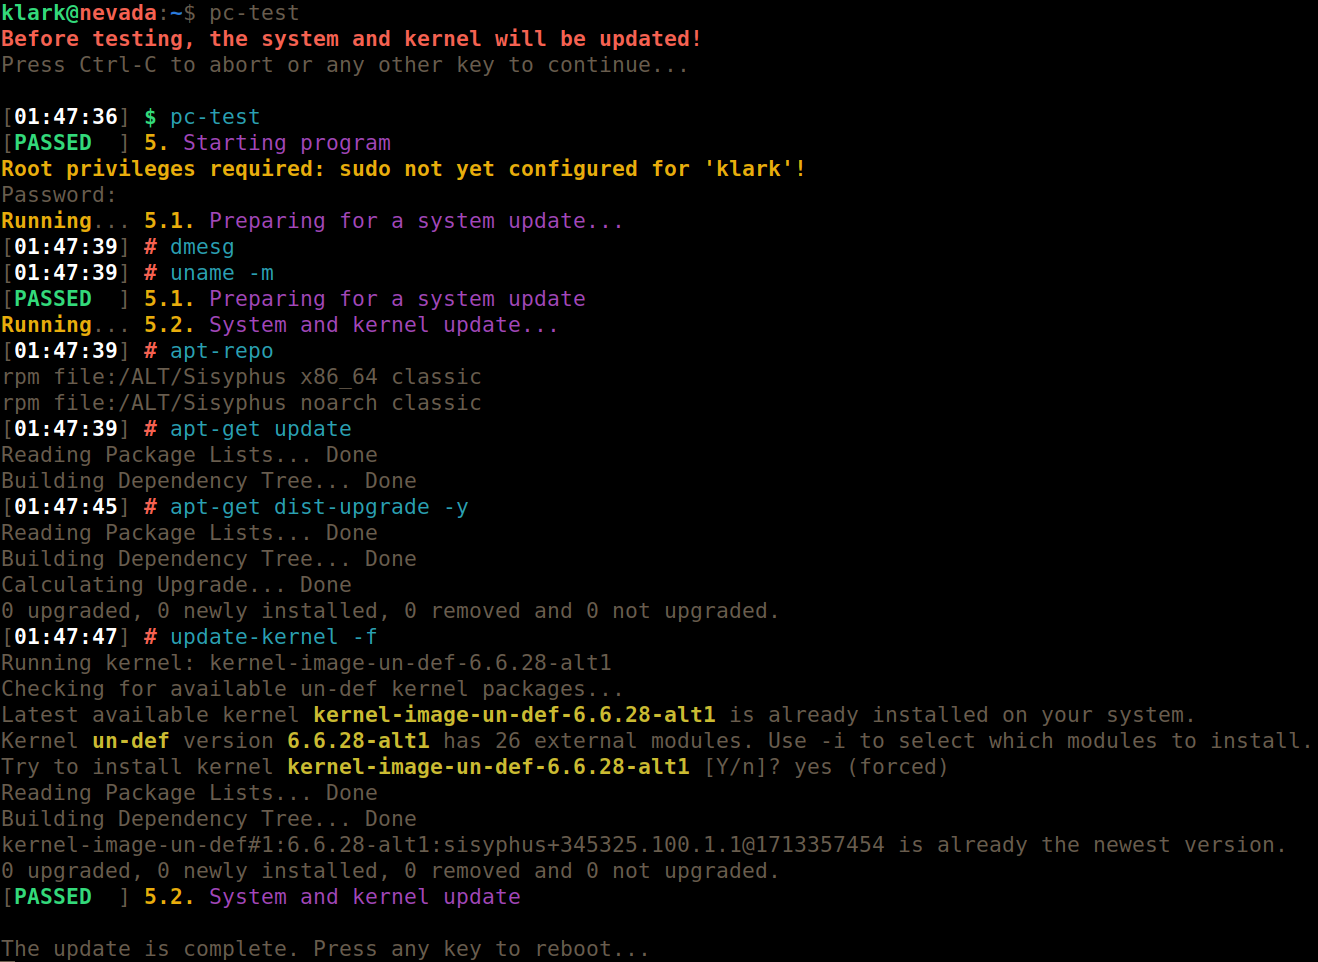 klark@nevada:~$ pc-test
Before testing, the system and kernel will be updated!
Press Ctrl-C to abort or any other key to continue...

[01:47:36] $ pc-test
[PASSED  ] 5. Starting program
Root privileges required: sudo not yet configured for 'klark'!
Password:
Running... 5.1. Preparing for a system update...
[01:47:39] # dmesg
[01:47:39] # uname -m
[PASSED  ] 5.1. Preparing for a system update
Running... 5.2. System and kernel update...
[01:47:39] # apt-repo
rpm file:/ALT/Sisyphus x86_64 classic
rpm file:/ALT/Sisyphus noarch classic
[01:47:39] # apt-get update
Reading Package Lists... Done
Building Dependency Tree... Done
[01:47:45] # apt-get dist-upgrade -y
Reading Package Lists... Done
Building Dependency Tree... Done
Calculating Upgrade... Done
0 upgraded, 0 newly installed, 0 removed and 0 not upgraded.
[01:47:47] # update-kernel -f
Running kernel: kernel-image-un-def-6.6.28-alt1
Checking for available un-def kernel packages...
Latest available kernel kernel-image-un-def-6.6.28-alt1 is already installed on your system.
Kernel un-def version 6.6.28-alt1 has 26 external modules. Use -i to select which modules to install.
Try to install kernel kernel-image-un-def-6.6.28-alt1 [Y/n]? yes (forced)
Reading Package Lists... Done
Building Dependency Tree... Done
kernel-image-un-def#1:6.6.28-alt1:sisyphus+345325.100.1.1@1713357454 is already the newest version.
0 upgraded, 0 newly installed, 0 removed and 0 not upgraded.
[PASSED  ] 5.2. System and kernel update

The update is complete. Press any key to reboot...